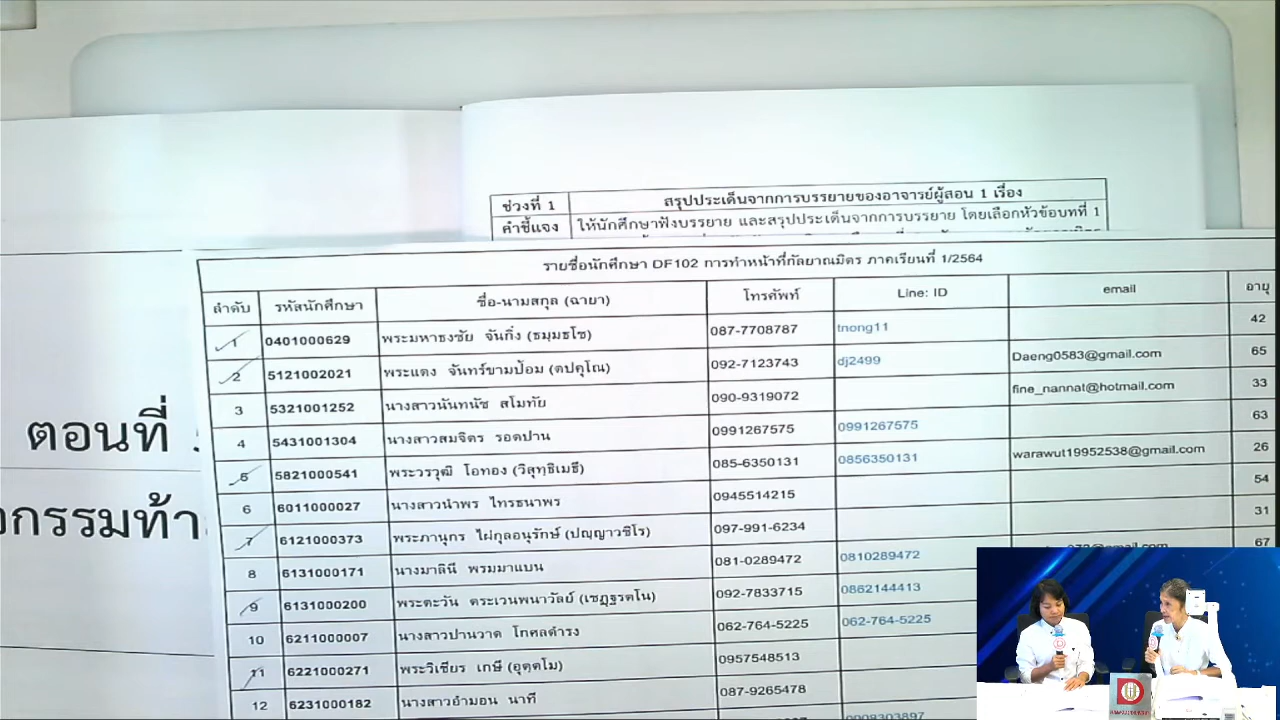 ช่วงที่ 1 สรุปประเด็นจากการบรรยายของอาจารย์ผู้สอน 1 เรื่อง
คำชี้แจง ให้นักศึกษาฟังบรรยาย และสรุปประเด็นจากการบรรยาย โดยเลือกหัวข้อบทที่ 1
รายชื่อนักศึกษา DF102 การทำหน้าที่กัลยาณมิตร ภาคเรียนที่ 1/2564
ลำดับ รหัสนักศึกษา ชื่อ-นามสกุล (ฉายา) โทรศัพท์ Line: ID email อายุ
1 0401000629 พระมหาธงชัย จันกิ่ง (ธมฺมธโช) 087-7708787 tnong11 42
2 5121002021 พระแดง จันทร์ขามป้อม (ตปคุโณ) 092-7123743 dj2499 Daeng0583@gmail.com 65
3 5321001252 นางสาวนันทนัช สโมทัย 090-9319072 fine_nannat@hotmail.com 33
4 5431001304 นางสาวสมจิตร รอดปาน 0991267575 0991267575 63
5 5821000541 พระวรวุฒิ โอทอง (วิสุทฺธิเมธี) 085-6350131 0856350131 warawut19952538@gmail.com 26
6 6011000027 นางสาวนำพร ไทรธนาพร 0945514215 54
7 6121000373 พระภานุกร ไผ่กุลอนุรักษ์ (ปญฺญาวชิโร) 097-991-6234 31
8 6131000171 นางมาลินี พรมมาแบน 081-0289472 0810289472 67
9 6131000200 พระตะวัน ตระเวนพนาวัลย์ (เชฏฺฐรตโน) 092-7833715 0862144413
10 6211000007 นางสาวปานวาด โกศลดำรง 062-764-5225 062-764-5225
11 6221000271 พระวิเชียร เกษี (อุตฺตโม) 0957548513
12 6231000182 นางสาวอำมอน นาที 087-9265478
0908303897
ตอนที่
กรรมท้า